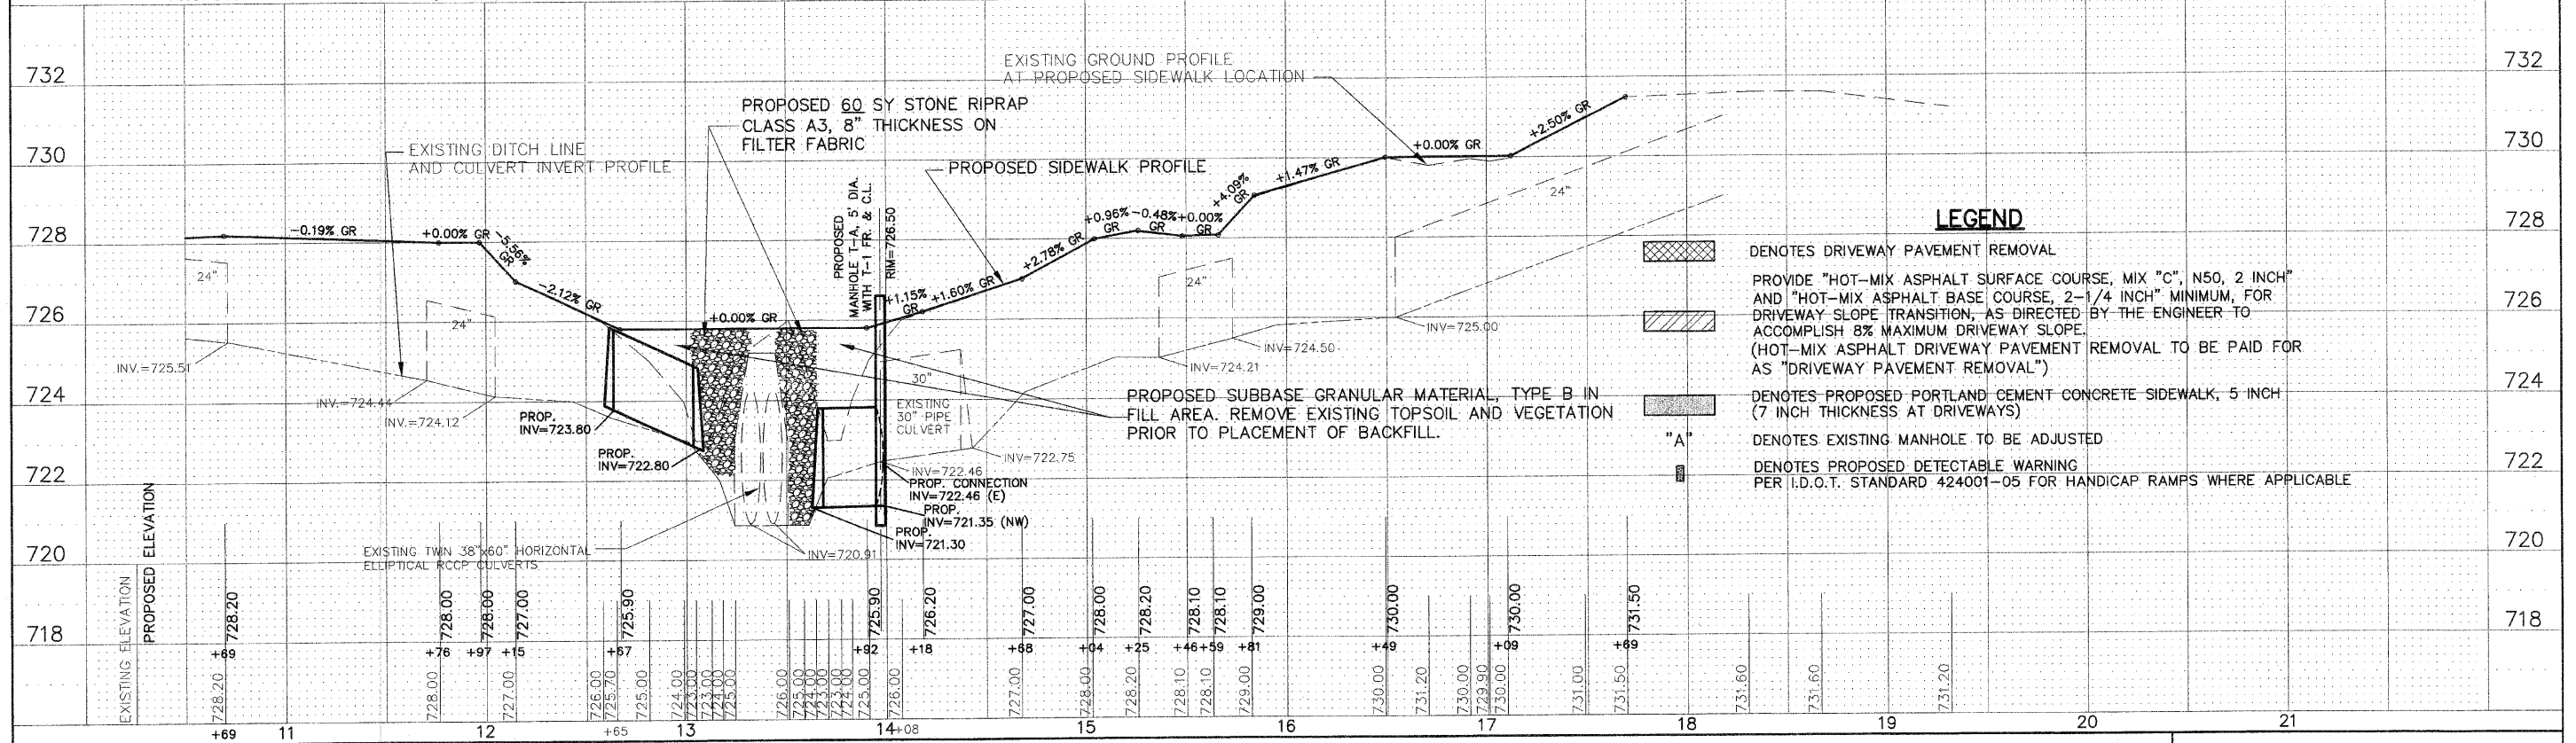 732
732
730
730
728
728
726
726
724
724
722
722
720
720
718
718
EXISTING GROUND PROFILE
AT PROPOSED SIDEWALK LOCATION
PROPOSED 60 SY STONE RIPRAP
CLASS A3, 8" THICKNESS ON
FILTER FABRIC
EXISTING DITCH LINE
AND CULVERT INVERT PROFILE
PROPOSED SIDEWALK PROFILE
PROPOSED
MANHOLE T-A, 5' DIA.
WITH T-1 FR. & C.L.
RIM=726.50
-0.19% GR
+0.00% GR
-5.56%
GR
-2.12% GR
+0.00% GR
+1.15%
GR
+1.60% GR
+2.78% GR
+0.96%
GR
-0.48%
GR
+0.00%
GR
+4.09%
GR
+1.47% GR
+0.00% GR
+2.50% GR
24"
24"
30"
24"
24"
INV.=725.51
INV.=724.44
INV.=724.12
PROP.
INV=723.80
PROP.
INV=722.80
EXISTING
30" PIPE
CULVERT
INV=722.46
PROP. CONNECTION
INV=722.46 (E)
PROP.
INV=721.35 (NW)
PROP.
INV=721.30
INV=720.91
INV=722.75
INV=724.21
INV=724.50
INV=725.00
EXISTING TWIN 38"x60" HORIZONTAL
ELLIPTICAL RCCP CULVERTS
PROPOSED SUBBASE GRANULAR MATERIAL, TYPE B IN
FILL AREA. REMOVE EXISTING TOPSOIL AND VEGETATION
PRIOR TO PLACEMENT OF BACKFILL.
LEGEND
DENOTES DRIVEWAY PAVEMENT REMOVAL
PROVIDE "HOT-MIX ASPHALT SURFACE COURSE, MIX "C", N50, 2 INCH"
AND "HOT-MIX ASPHALT BASE COURSE, 2-1/4 INCH" MINIMUM, FOR
DRIVEWAY SLOPE TRANSITION, AS DIRECTED BY THE ENGINEER TO
ACCOMPLISH 8% MAXIMUM DRIVEWAY SLOPE.
(HOT-MIX ASPHALT DRIVEWAY PAVEMENT REMOVAL TO BE PAID FOR
AS "DRIVEWAY PAVEMENT REMOVAL")
DENOTES PROPOSED PORTLAND CEMENT CONCRETE SIDEWALK, 5 INCH
(7 INCH THICKNESS AT DRIVEWAYS)
"A" DENOTES EXISTING MANHOLE TO BE ADJUSTED
DENOTES PROPOSED DETECTABLE WARNING
PER I.D.O.T. STANDARD 424001-05 FOR HANDICAP RAMPS WHERE APPLICABLE
EXISTING ELEVATION
PROPOSED ELEVATION
728.20
728.00
728.00
727.00
725.90
725.90
726.20
727.00
728.00
728.20
728.10
728.10
729.00
730.00
730.00
731.50
+69
+76
+97
+15
+67
+92
+18
+68
+04
+25
+46
+59
+81
+49
+09
+69
728.20
728.00
727.00
726.00
725.70
725.00
724.00
723.00
723.00
724.00
725.00
726.00
725.00
724.00
723.00
723.00
724.00
725.00
726.00
727.00
728.00
728.20
728.10
728.10
729.00
730.00
731.20
730.00
729.90
730.00
731.00
731.50
731.60
731.60
731.20
+69
11
12
+65
13
14
+08
15
16
17
18
19
20
21